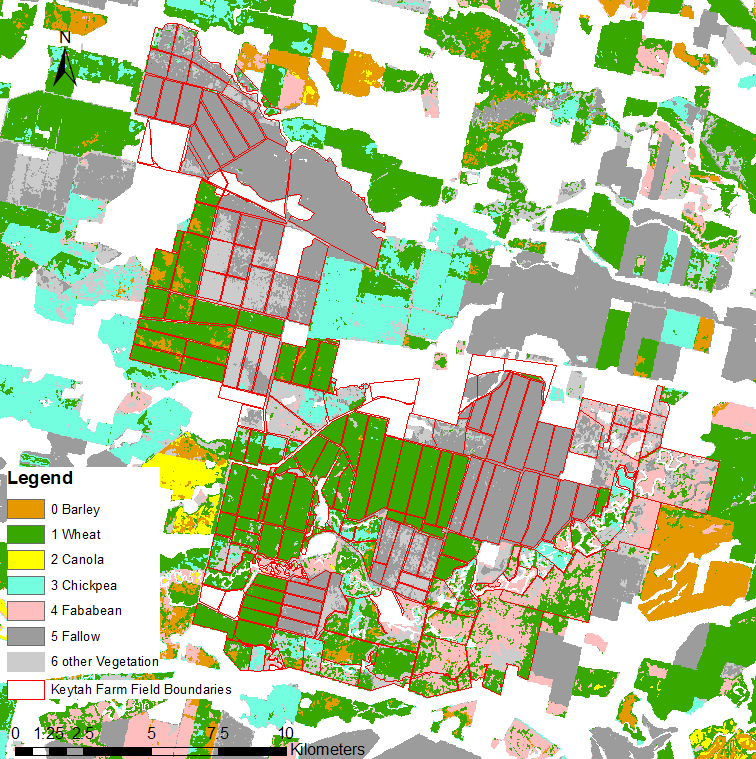 N
Legend
0 Barley
1 Wheat
2 Canola
3 Chickpea
4 Fababean
5 Fallow
6 other Vegetation
Keytah Farm Field Boundaries
0 1.25 2.5 5 7.5 10
Kilometers